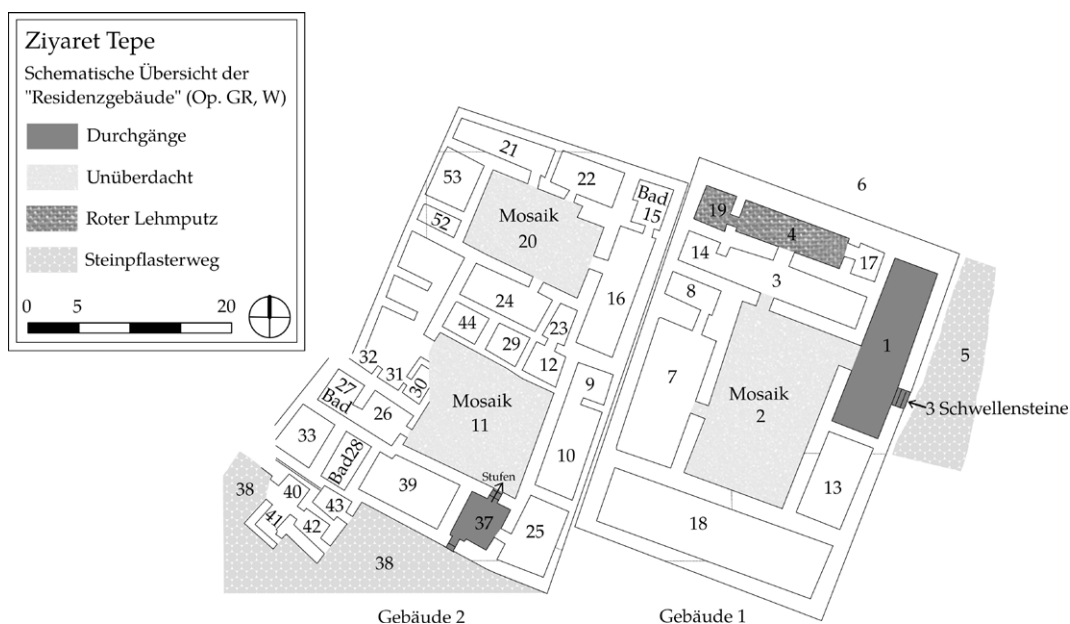 Ziyaret Tepe
Schematische Übersicht der
"Residenzgebäude" (Op. GR, W)
Durchgänge
Unüberdacht
Roter Lehmputz
Steinpflasterweg
0 5 20
21
53
22
Bad
15
52
Mosaik
20
16
24
44
29
23
12
32
31
30
27
Bad
26
Mosaik
11
9
10
33
Bad28
39
Stufen
37
25
38
40
43
41
42
38
Gebäude 2
6
19
4
17
14
3
8
1
5
7
Mosaik
2
3 Schwellensteine
13
18
Gebäude 1